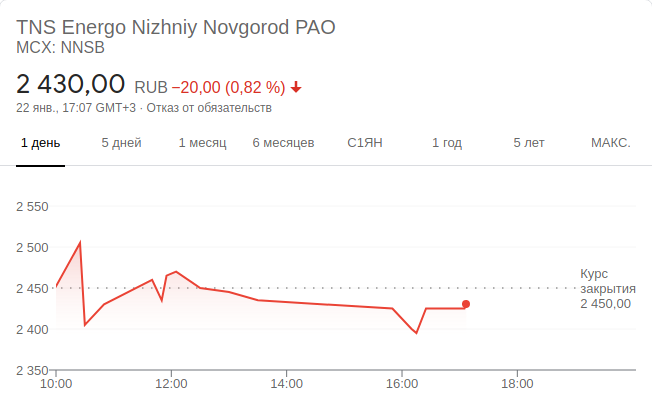 TNS Energo Nizhniy Novgorod PAO
MCX: NNSB
2 430,00 RUB −20,00 (0,82 %)
22 янв., 17:07 GMT+3 · Отказ от обязательств
1 день 5 дней 1 месяц 6 месяцев С1ЯН 1 год 5 лет МАКС.
2 550
2 500
2 450
2 400
2 350
Курс
закрытия
2 450,00
10:00 12:00 14:00 16:00 18:00